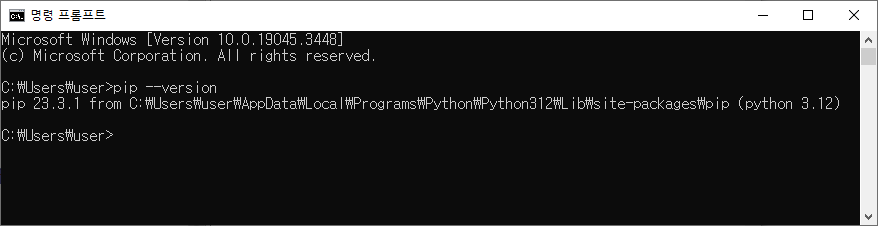 명령 프롬프트
Microsoft Windows [Version 10.0.19045.3448]
(c) Microsoft Corporation. All rights reserved.
C:₩Users₩user>pip --version
pip 23.3.1 from C:₩Users₩user₩AppData₩Local₩Programs₩Python₩Python312₩Lib₩site-packages₩pip (python 3.12)
C:₩Users₩user>